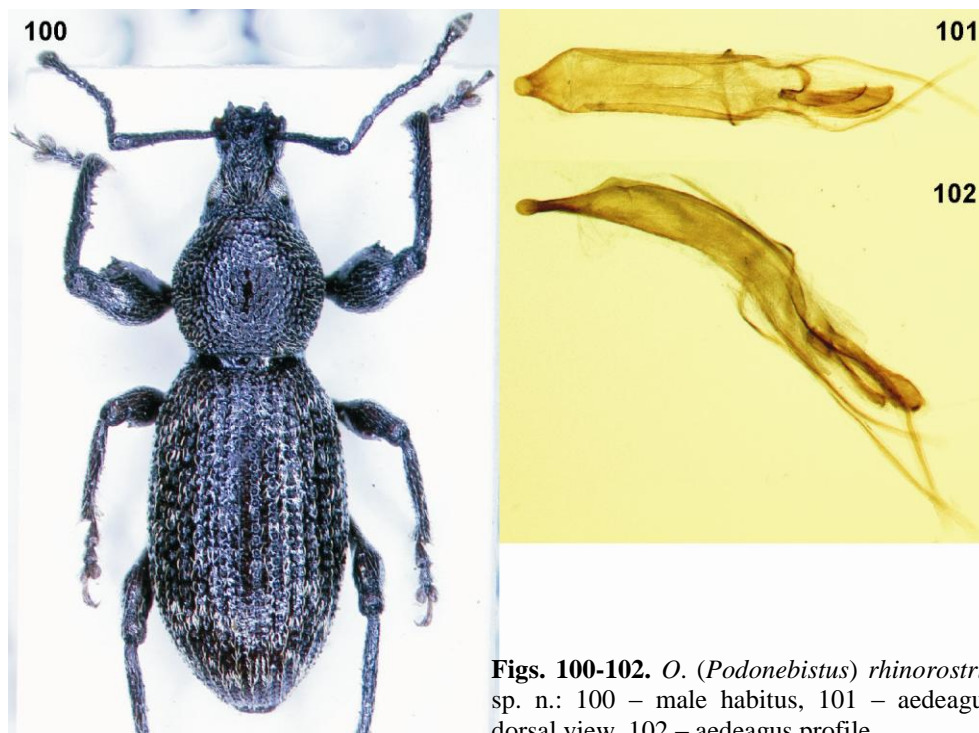 100
101
102
Figs. 100-102. O. (Podonebistus) rhinorostri
sp. n.: 100 – male habitus, 101 – aedeagu
dorsal view, 102 – aedeagus profile